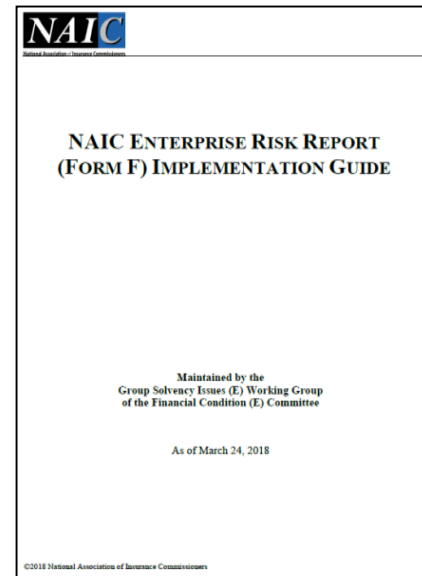 NAIC
National Association of Insurance Commissioners
NAIC ENTERPRISE RISK REPORT
(FORM F) IMPLEMENTATION GUIDE
Maintained by the
Group Solvency Issues (E) Working Group
of the Financial Condition (E) Committee
As of March 24, 2018
©2018 National Association of Insurance Commissioners